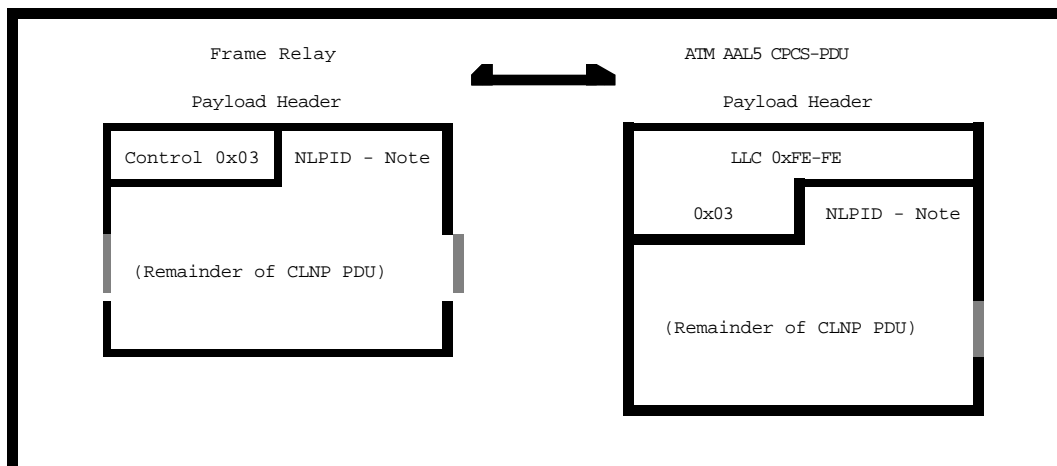 Frame Relay
ATM AAL5 CPCS-PDU
Payload Header
Payload Header
Control 0x03
NLPID - Note
LLC 0xFE-FE
0x03
NLPID - Note
(Remainder of CLNP PDU)
(Remainder of CLNP PDU)